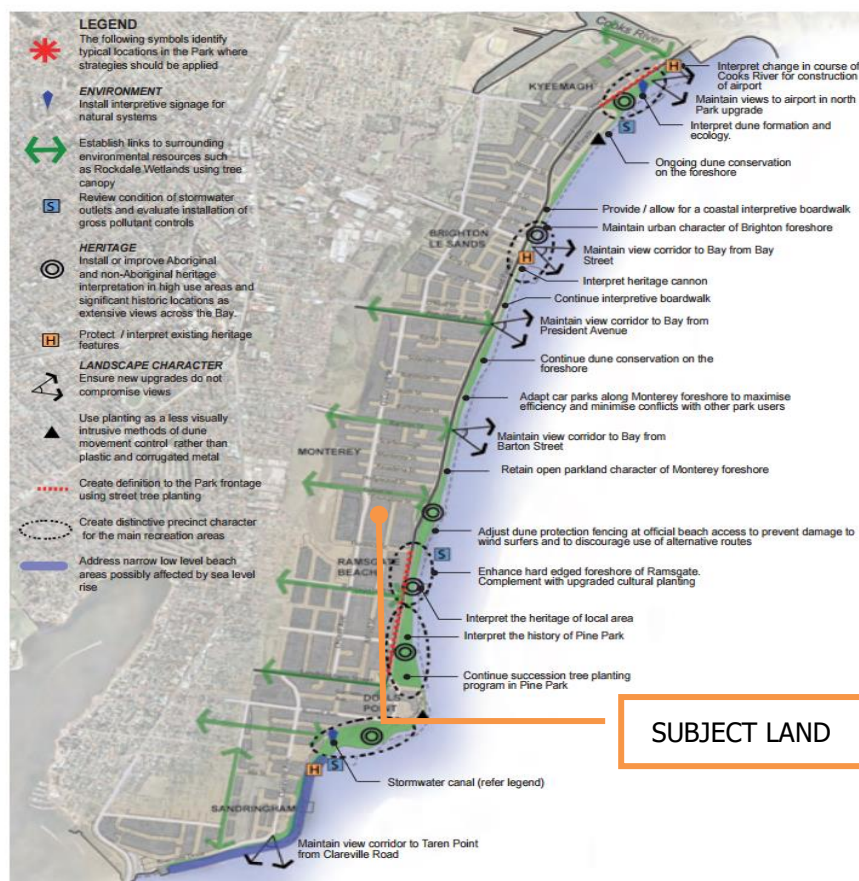 LEGEND
The following symbols identify
typical locations in the Park where
strategies should be applied
ENVIRONMENT
Install interpretive signage for
natural systems
Establish links to surrounding
environmental resources such
as Rockdale Wetlands using tree
canopy
S
Review condition of stormwater
outlets and evaluate installation of
gross pollutant controls
HERITAGE
Install or improve Aboriginal
and non-Aboriginal heritage
interpretation in high use areas and
significant historic locations as
extensive views across the Bay.
H
Protect / interpret existing heritage
features
LANDSCAPE CHARACTER
Ensure new upgrades do not
compromise views
Use planting as a less visually
intrusive methods of dune
movement control rather than
plastic and corrugated metal
Create definition to the Park frontage
using street tree planting
Create distinctive precinct character
for the main recreation areas
Address narrow low level beach
areas possibly affected by sea level
rise
Cooks River
KYEEMAGH
H
S
BRIGHTON
LE SANDS
H
MONTEREY
RAMSGATE
BEACH
S
DOLLS
POINT
H
S
SANDRINGHAM
Interpret change in course of
Cooks River for construction
of airport
Maintain views to airport in north
Park upgrade
Interpret dune formation and
ecology.
Ongoing dune conservation
on the foreshore
Provide / allow for a coastal interpretive boardwalk
Maintain urban character of Brighton foreshore
Maintain view corridor to Bay from Bay
Street
Interpret heritage cannon
Continue interpretive boardwalk
Maintain view corridor to Bay from
President Avenue
Continue dune conservation on the
foreshore
Adapt car parks along Monterey foreshore to maximise
efficiency and minimise conflicts with other park users
Maintain view corridor to Bay from
Barton Street
Retain open parkland character of Monterey foreshore
Adjust dune protection fencing at official beach access to prevent damage to
wind surfers and to discourage use of alternative routes
Enhance hard edged foreshore of Ramsgate.
Complement with upgraded cultural planting
Interpret the heritage of local area
Interpret the history of Pine Park
Continue succession tree planting
program in Pine Park
SUBJECT LAND
Stormwater canal (refer legend)
Maintain view corridor to Taren Point
from Clareville Road